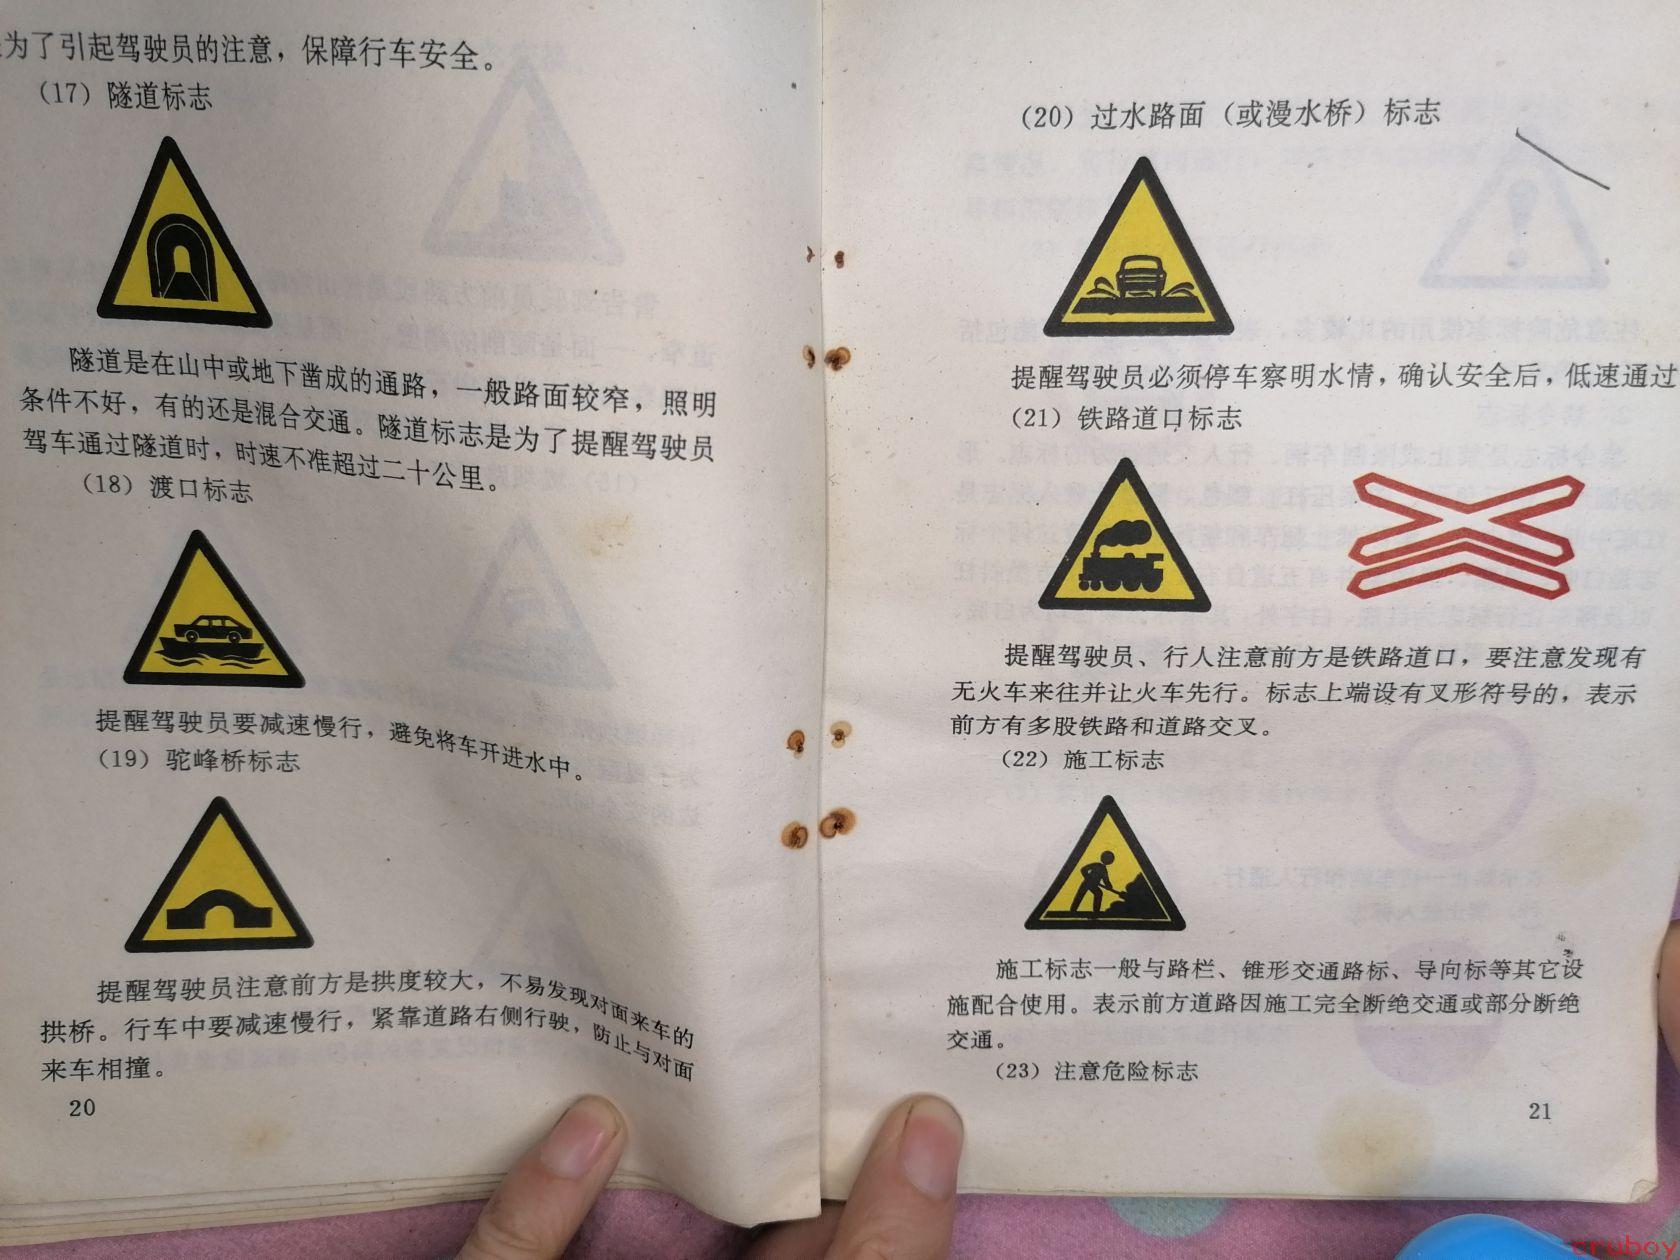 为了引起驾驶员的注意，保障行车安全。
（17）隧道标志
隧道是在山中或地下凿成的通路，一般路面较窄，照明
条件不好，有的还是混合交通。隧道标志是为了提醒驾驶员
驾车通过隧道时，时速不准超过二十公里。
（18）渡口标志
提醒驾驶员要减速慢行，避免将车开进水中。
（19）驼峰桥标志
提醒驾驶员注意前方是拱度较大，不易发现对面来车的
拱桥。行车中要减速慢行，紧靠道路右侧行驶，防止与对面
来车相撞。
20
（20）过水路面（或漫水桥）标志
提醒驾驶员必须停车察明水情，确认安全后，低速通过
（21）铁路道口标志
提醒驾驶员、行人注意前方是铁路道口，要注意发现有
无火车来往并让火车先行。标志上端设有叉形符号的，表示
前方有多股铁路和道路交叉。
（22）施工标志
施工标志一般与路栏、锥形交通路标、导向标等其它设
施配合使用。表示前方道路因施工完全断绝交通或部分断绝
交通。
（23）注意危险标志
21
cruboy